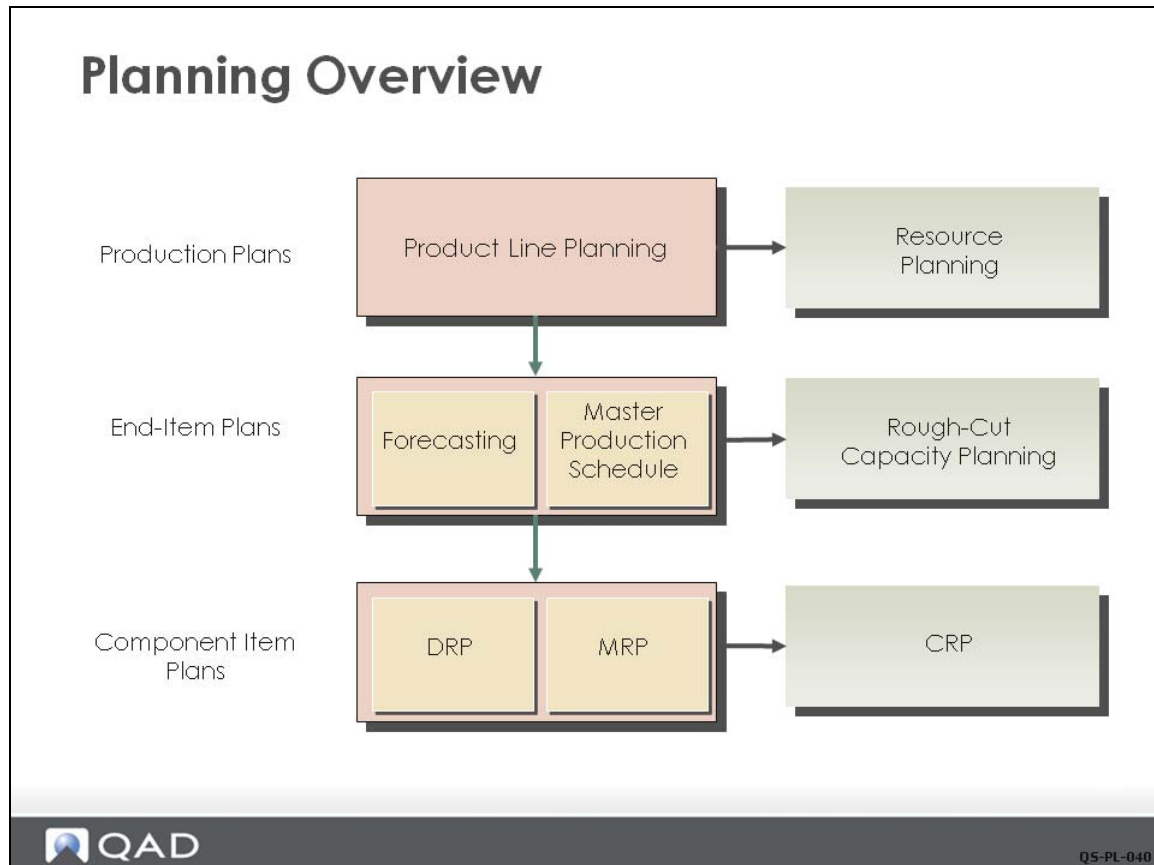 Planning Overview
Production Plans
Product Line Planning
Resource
Planning
End-Item Plans
Forecasting
Master
Production
Schedule
Rough-Cut
Capacity Planning
Component Item
Plans
DRP
MRP
CRP
QAD
QS-PL-040